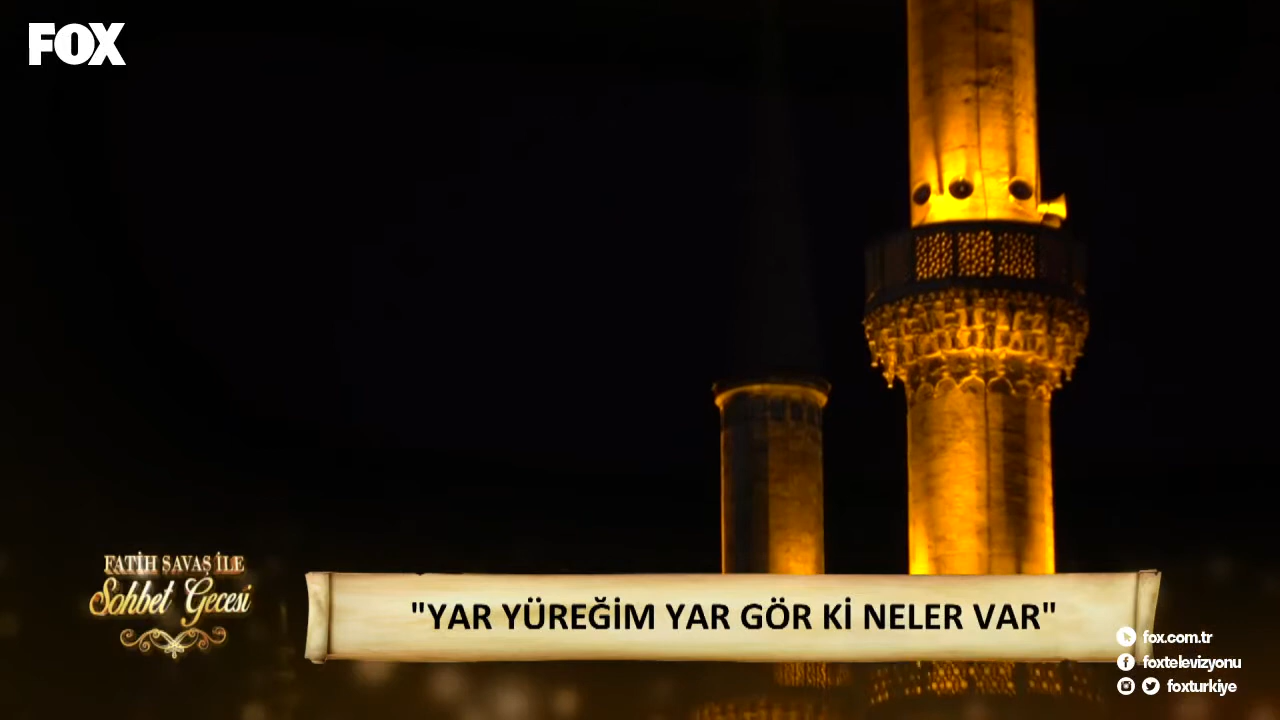 FOX
FATİH SAVAŞ İLE
Sohbet Gecesi
"YAR YÜREĞİM YAR GÖR Kİ NELER VAR"
fox.com.tr
foxtelevizyonu
foxturkiye